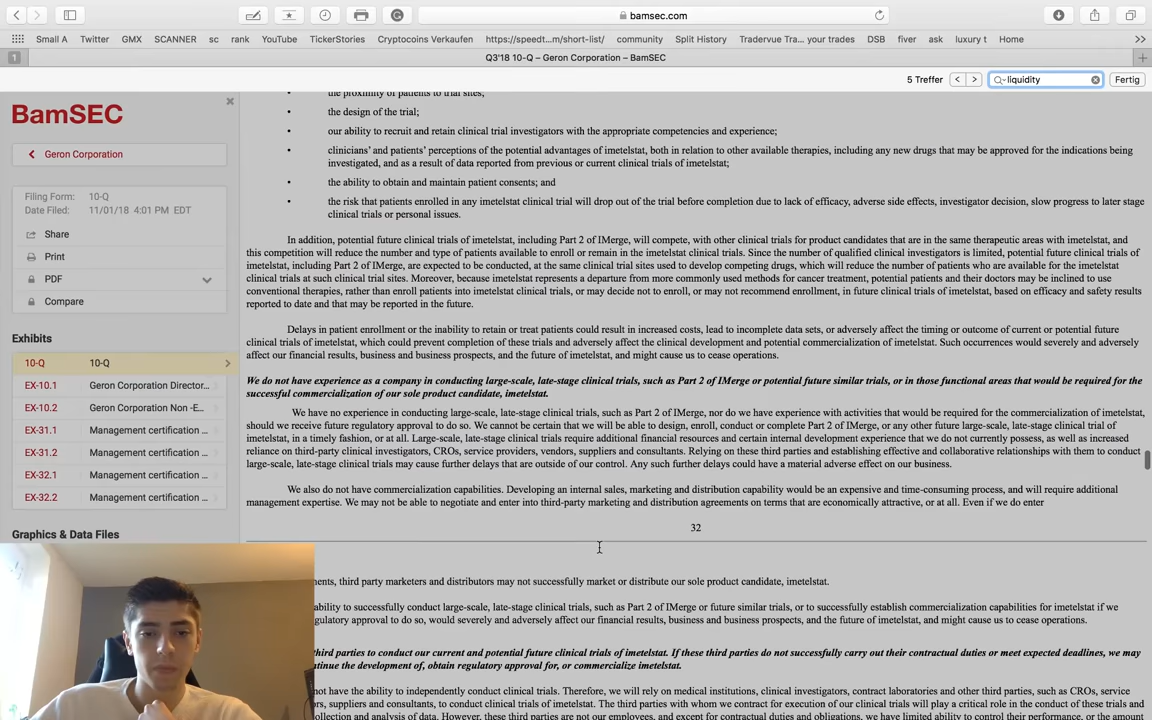 bamsec.com
Small A Twitter GMX SCANNER sc rank YouTube TickerStories Cryptocoins Verkaufen https://speedt...m/short-list/ community Split History Tradervue Tra... your trades DSB fiver ask luxury t Home
1 Q3'18 10-Q – Geron Corporation – BamSEC
5 Treffer liquidity Fertig
BamSEC
Geron Corporation
Filing Form: 10-Q
Date Filed: 11/01/18 4:01 PM EDT
Share
Print
PDF
Compare
Exhibits
10-Q 10-Q
EX-10.1 Geron Corporation Director...
EX-10.2 Geron Corporation Non -E...
EX-31.1 Management certification ...
EX-31.2 Management certification ...
EX-32.1 Management certification ...
EX-32.2 Management certification ...
Graphics & Data Files
• the proximity of patients to trial sites;
• the design of the trial;
• our ability to recruit and retain clinical trial investigators with the appropriate competencies and experience;
• clinicians' and patients' perceptions of the potential advantages of imetelstat, both in relation to other available therapies, including any new drugs that may be approved for the indications being
investigated, and as a result of data reported from previous or current clinical trials of imetelstat;
• the ability to obtain and maintain patient consents; and
• the risk that patients enrolled in any imetelstat clinical trial will drop out of the trial before completion due to lack of efficacy, adverse side effects, investigator decision, slow progress to later stage
clinical trials or personal issues.
In addition, potential future clinical trials of imetelstat, including Part 2 of IMerge, will compete, with other clinical trials for product candidates that are in the same therapeutic areas with imetelstat, and
this competition will reduce the number and type of patients available to enroll or remain in the imetelstat clinical trials. Since the number of qualified clinical investigators is limited, potential future clinical trials of
imetelstat, including Part 2 of IMerge, are expected to be conducted, at the same clinical trial sites used to develop competing drugs, which will reduce the number of patients who are available for the imetelstat
clinical trials at such clinical trial sites. Moreover, because imetelstat represents a departure from more commonly used methods for cancer treatment, potential patients and their doctors may be inclined to use
conventional therapies, rather than enroll patients into imetelstat clinical trials, or may decide not to enroll, or may not recommend enrollment, in future clinical trials of imetelstat, based on efficacy and safety results
reported to date and that may be reported in the future.
Delays in patient enrollment or the inability to retain or treat patients could result in increased costs, lead to incomplete data sets, or adversely affect the timing or outcome of current or potential future
clinical trials of imetelstat, which could prevent completion of these trials and adversely affect the clinical development and potential commercialization of imetelstat. Such occurrences would severely and adversely
affect our financial results, business and business prospects, and the future of imetelstat, and might cause us to cease operations.
We do not have experience as a company in conducting large-scale, late-stage clinical trials, such as Part 2 of IMerge or potential future similar trials, or in those functional areas that would be required for the
successful commercialization of our sole product candidate, imetelstat.
We have no experience in conducting large-scale, late-stage clinical trials, such as Part 2 of IMerge, nor do we have experience with activities that would be required for the commercialization of imetelstat,
should we receive future regulatory approval to do so. We cannot be certain that we will be able to design, enroll, conduct or complete Part 2 of IMerge, or any other future large-scale, late-stage clinical trial of
imetelstat, in a timely fashion, or at all. Large-scale, late-stage clinical trials require additional financial resources and certain internal development experience that we do not currently possess, as well as increased
reliance on third-party clinical investigators, CROs, service providers, vendors, suppliers and consultants. Relying on these third parties and establishing effective and collaborative relationships with them to conduct
large-scale, late-stage clinical trials may cause further delays that are outside of our control. Any such further delays could have a material adverse effect on our business.
We also do not have commercialization capabilities. Developing an internal sales, marketing and distribution capability would be an expensive and time-consuming process, and will require additional
management expertise. We may not be able to negotiate and enter into third-party marketing and distribution agreements on terms that are economically attractive, or at all. Even if we do enter
32
ents, third party marketers and distributors may not successfully market or distribute our sole product candidate, imetelstat.
ability to successfully conduct large-scale, late-stage clinical trials, such as Part 2 of IMerge or future similar trials, or to successfully establish commercialization capabilities for imetelstat if we
gulatory approval to do so, would severely and adversely affect our financial results, business and business prospects, and the future of imetelstat, and might cause us to cease operations.
third parties to conduct our current and potential future clinical trials of imetelstat. If these third parties do not successfully carry out their contractual duties or meet expected deadlines, we may
tinue the development of, obtain regulatory approval for, or commercialize imetelstat.
not have the ability to independently conduct clinical trials. Therefore, we will rely on medical institutions, clinical investigators, contract laboratories and other third parties, such as CROs, service
rs, suppliers and consultants, to conduct clinical trials of imetelstat. The third parties with whom we contract for execution of our clinical trials will play a critical role in the conduct of these trials and
ollection and analysis of data. However, these third parties are not our employees, and except for contractual duties and obligations, we have limited ability to control their performance, or the amount